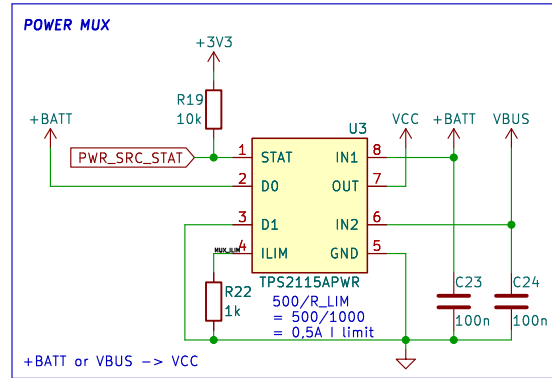 POWER MUX
+3V3
R19
10k
+BATT
VCC
+BATT
VBUS
U3
PWR_SRC_STAT
1
STAT
IN1
8
2
D0
OUT
7
3
D1
IN2
6
MUX_ILIM
4
ILIM
GND
5
TPS2115APWR
R22
1k
500/R_LIM
= 500/1000
= 0,5A I limit
C23
100n
C24
100n
+BATT or VBUS -> VCC